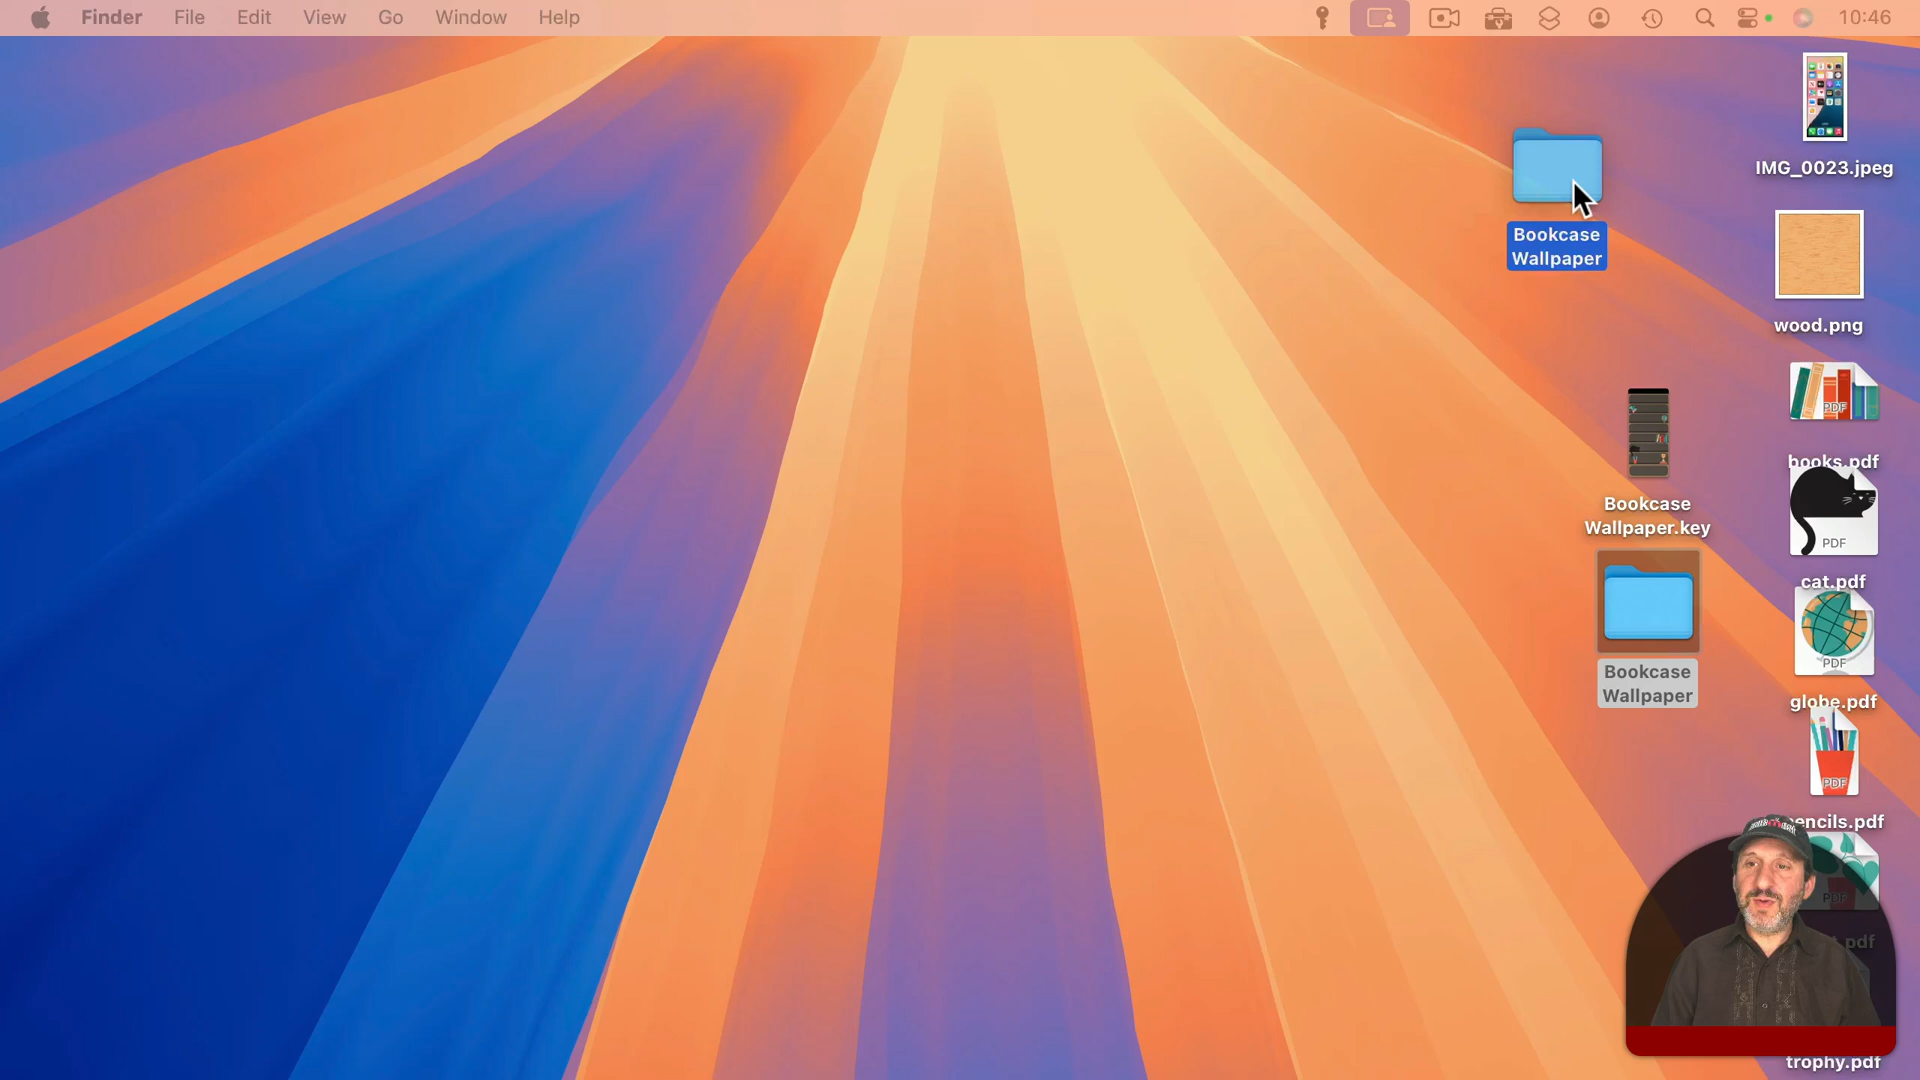 Finder File Edit View Go Window Help 10:46
IMG_0023.jpeg
Bookcase
Wallpaper
wood.png
PDF
books.pdf
Bookcase
Wallpaper.key
PDF
cat.pdf
Bookcase
Wallpaper
PDF
globe.pdf
PDF
encils.pdf
PDF
.pdf
trophy.pdf